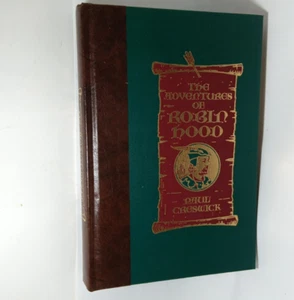 THE
ADVENTURES
OF
ROBIN
HOOD
PAUL
CRESWICK